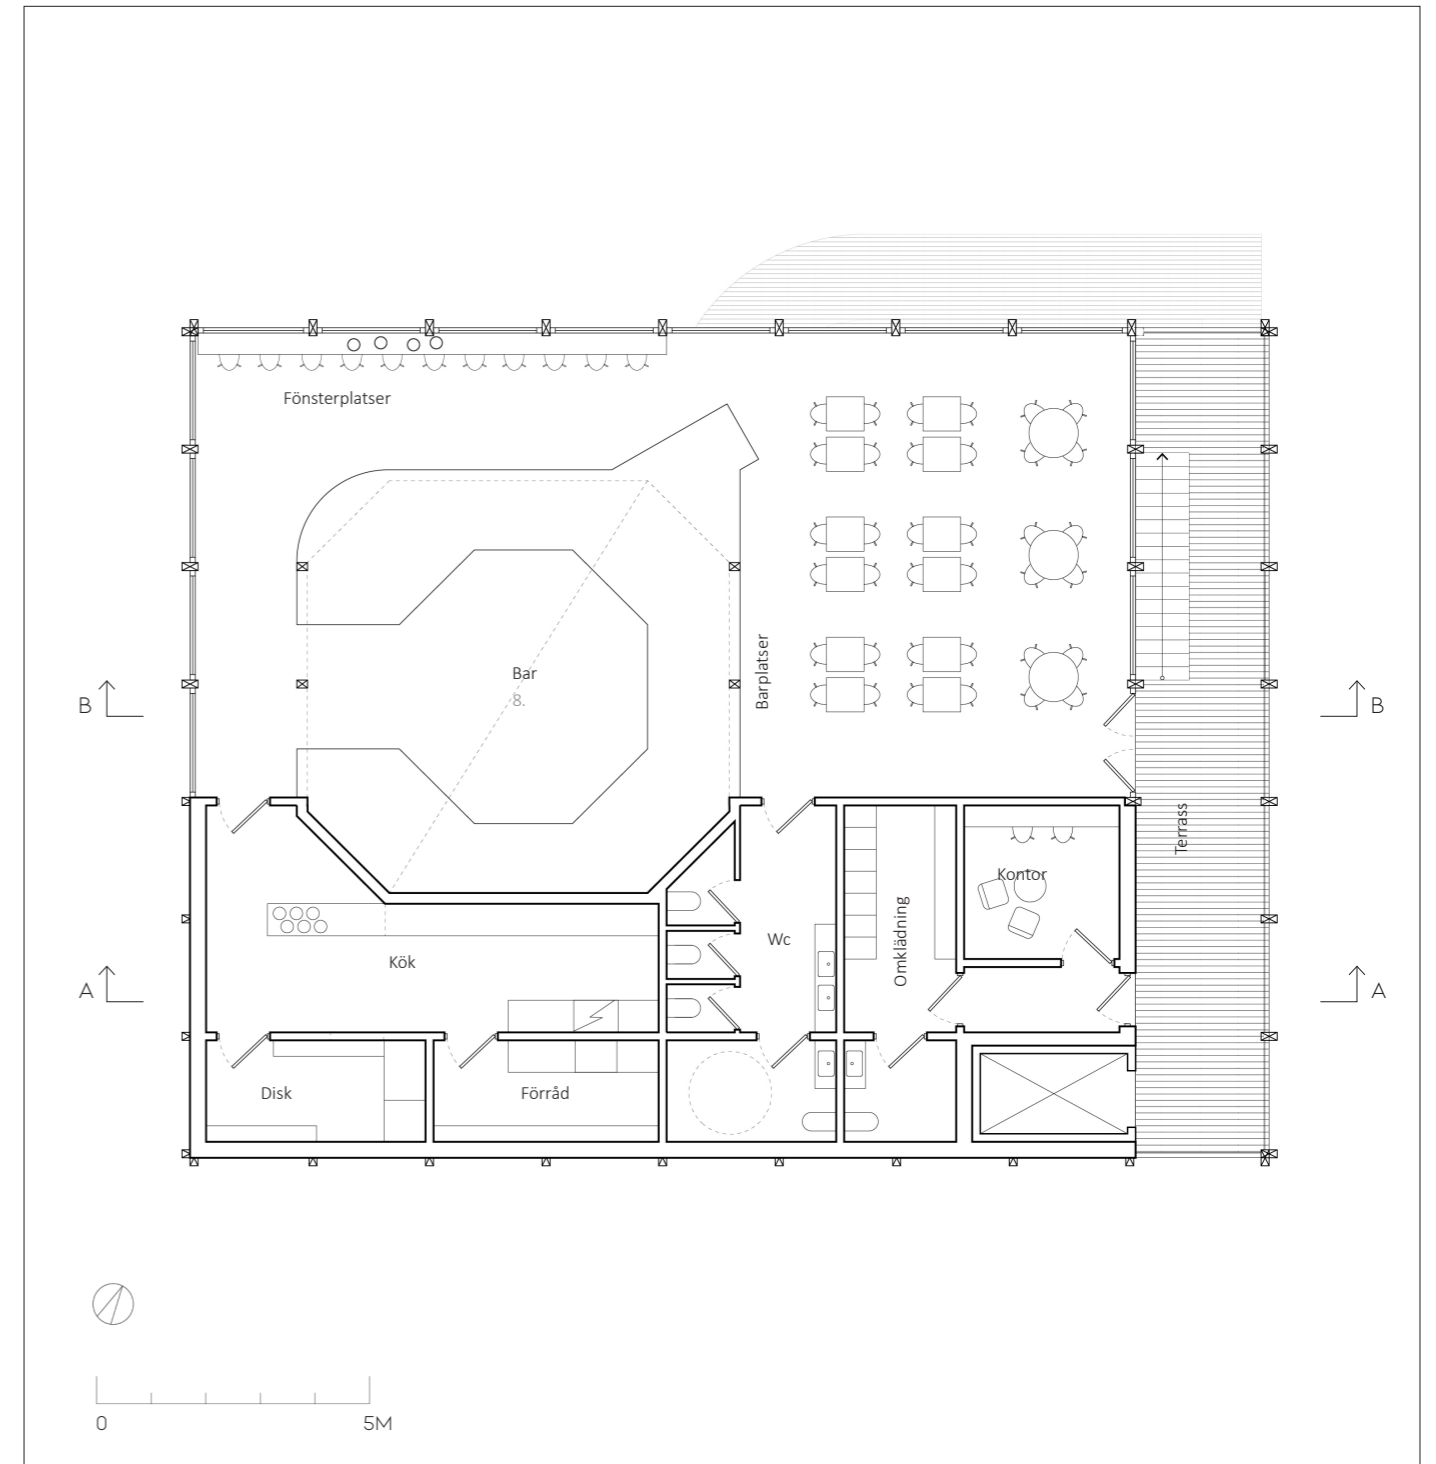 Fönsterplatser
Bar
8.
Barplatser
B
B
Terrass
Kontor
Omklädning
Wc
Kök
A
A
Disk
Förråd
0
5M